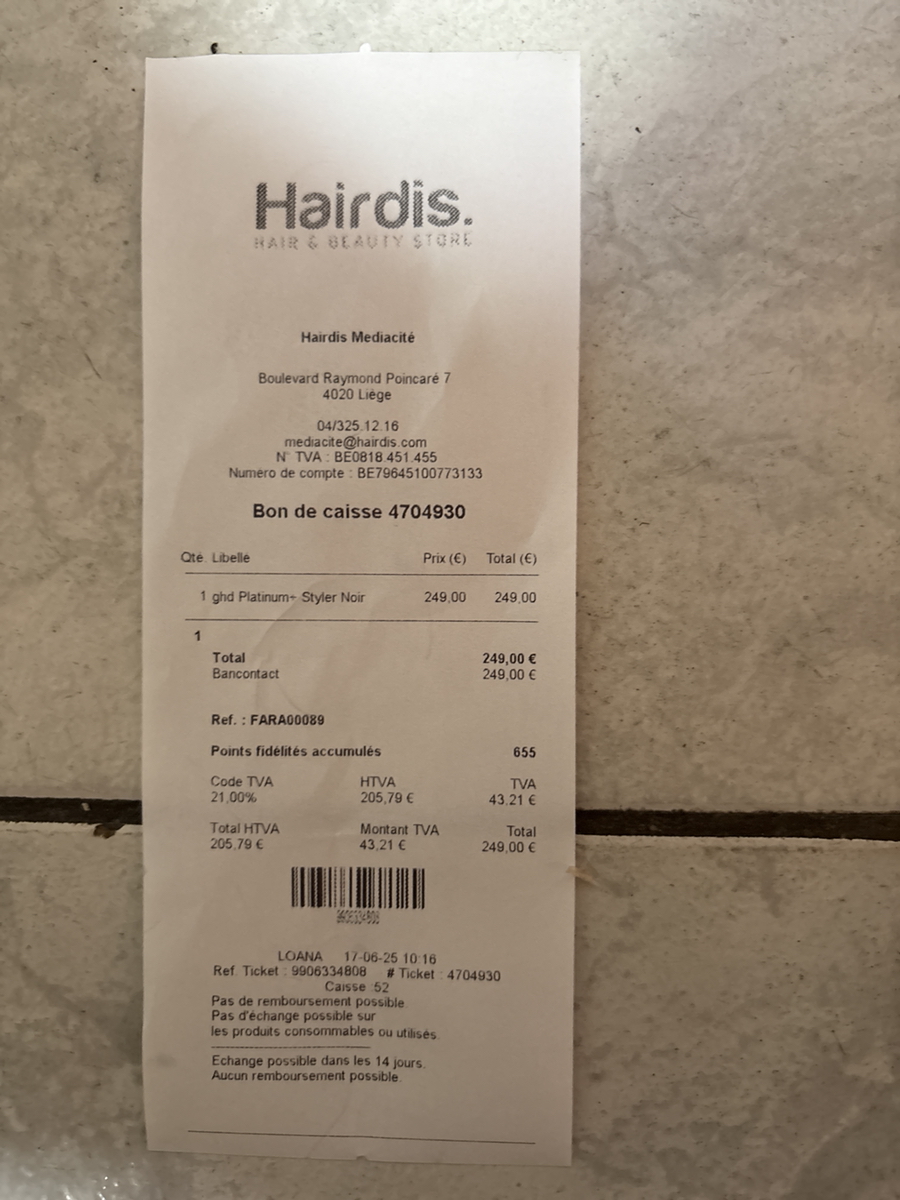 Hairdis.
HAIR & BEAUTY STORE
Hairdis Mediacité
Boulevard Raymond Poincaré 7
4020 Liège
04/325.12.16
mediacite@hairdis.com
N° TVA : BE0818.451.455
Numéro de compte : BE79645100773133
Bon de caisse 4704930
Qté. Libellé Prix (€) Total (€)
1 ghd Platinum+ Styler Noir 249,00 249,00
1
Total 249,00 €
Bancontact 249,00 €
Ref. : FARA00089
Points fidélités accumulés 655
Code TVA HTVA TVA
21,00% 205,79 € 43,21 €
Total HTVA Montant TVA Total
205,79 € 43,21 € 249,00 €
LOANA 17-06-25 10:16
Ref. Ticket : 9906334808 # Ticket : 4704930
Caisse :52
Pas de remboursement possible.
Pas d'échange possible sur
les produits consommables ou utilisés.
Echange possible dans les 14 jours.
Aucun remboursement possible.